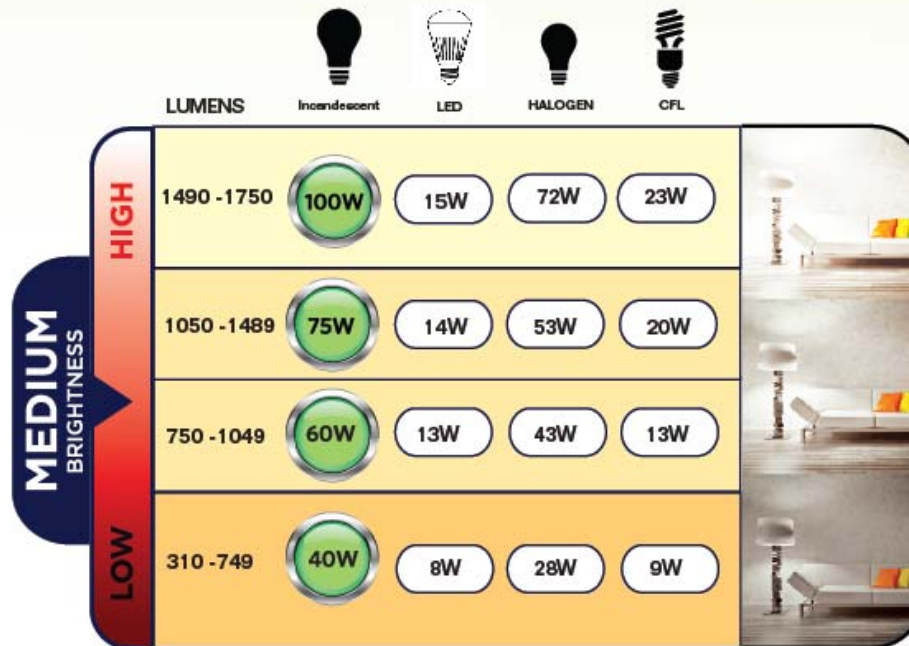 LUMENS Incandescent LED HALOGEN CFL
HIGH
1490 -1750 100W 15W 72W 23W
1050 -1489 75W 14W 53W 20W
MEDIUM
BRIGHTNESS
750 -1049 60W 13W 43W 13W
LOW
310 -749 40W 8W 28W 9W